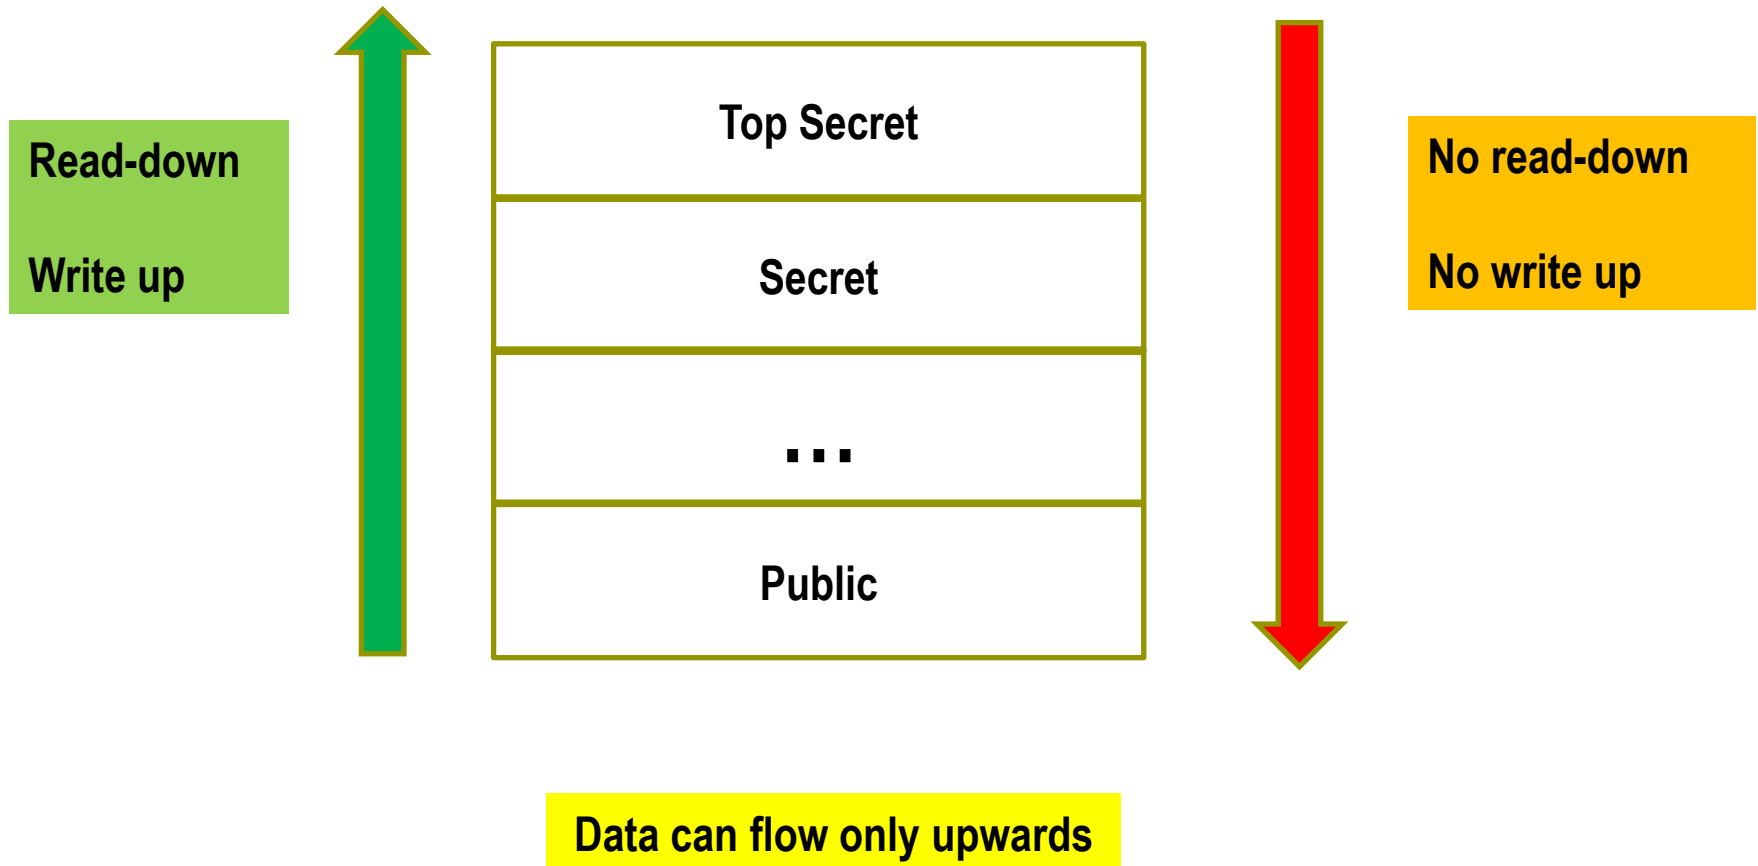 Read-down
Write up
Top Secret
Secret
...
Public
No read-down
No write up
Data can flow only upwards